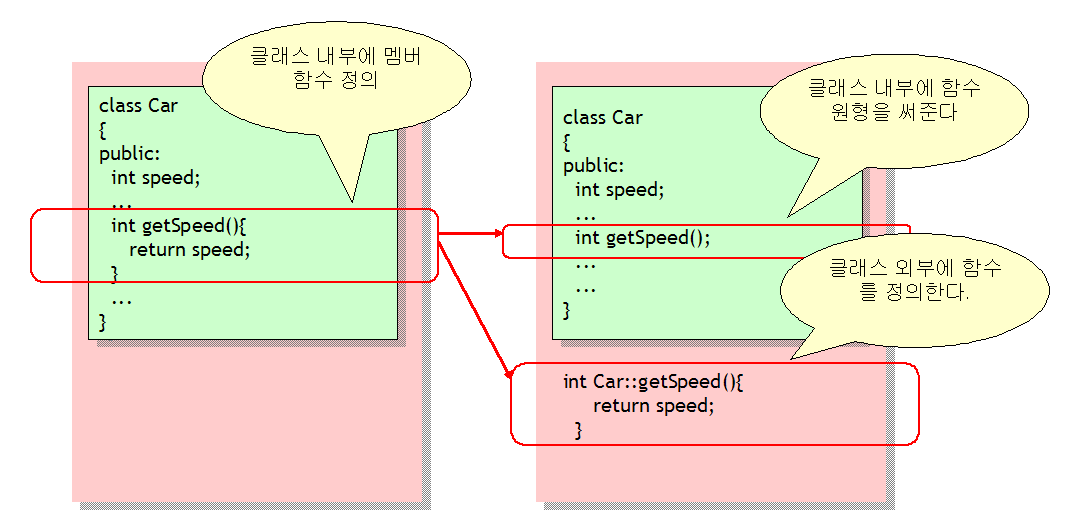 클래스 내부에 멤버
함수 정의
class Car
{
public:
int speed;
...
int getSpeed(){
return speed;
}
...
}
클래스 내부에 함수
원형을 써준다
class Car
{
public:
int speed;
...
int getSpeed();
...
...
}
클래스 외부에 함수
를 정의한다.
int Car::getSpeed(){
return speed;
}